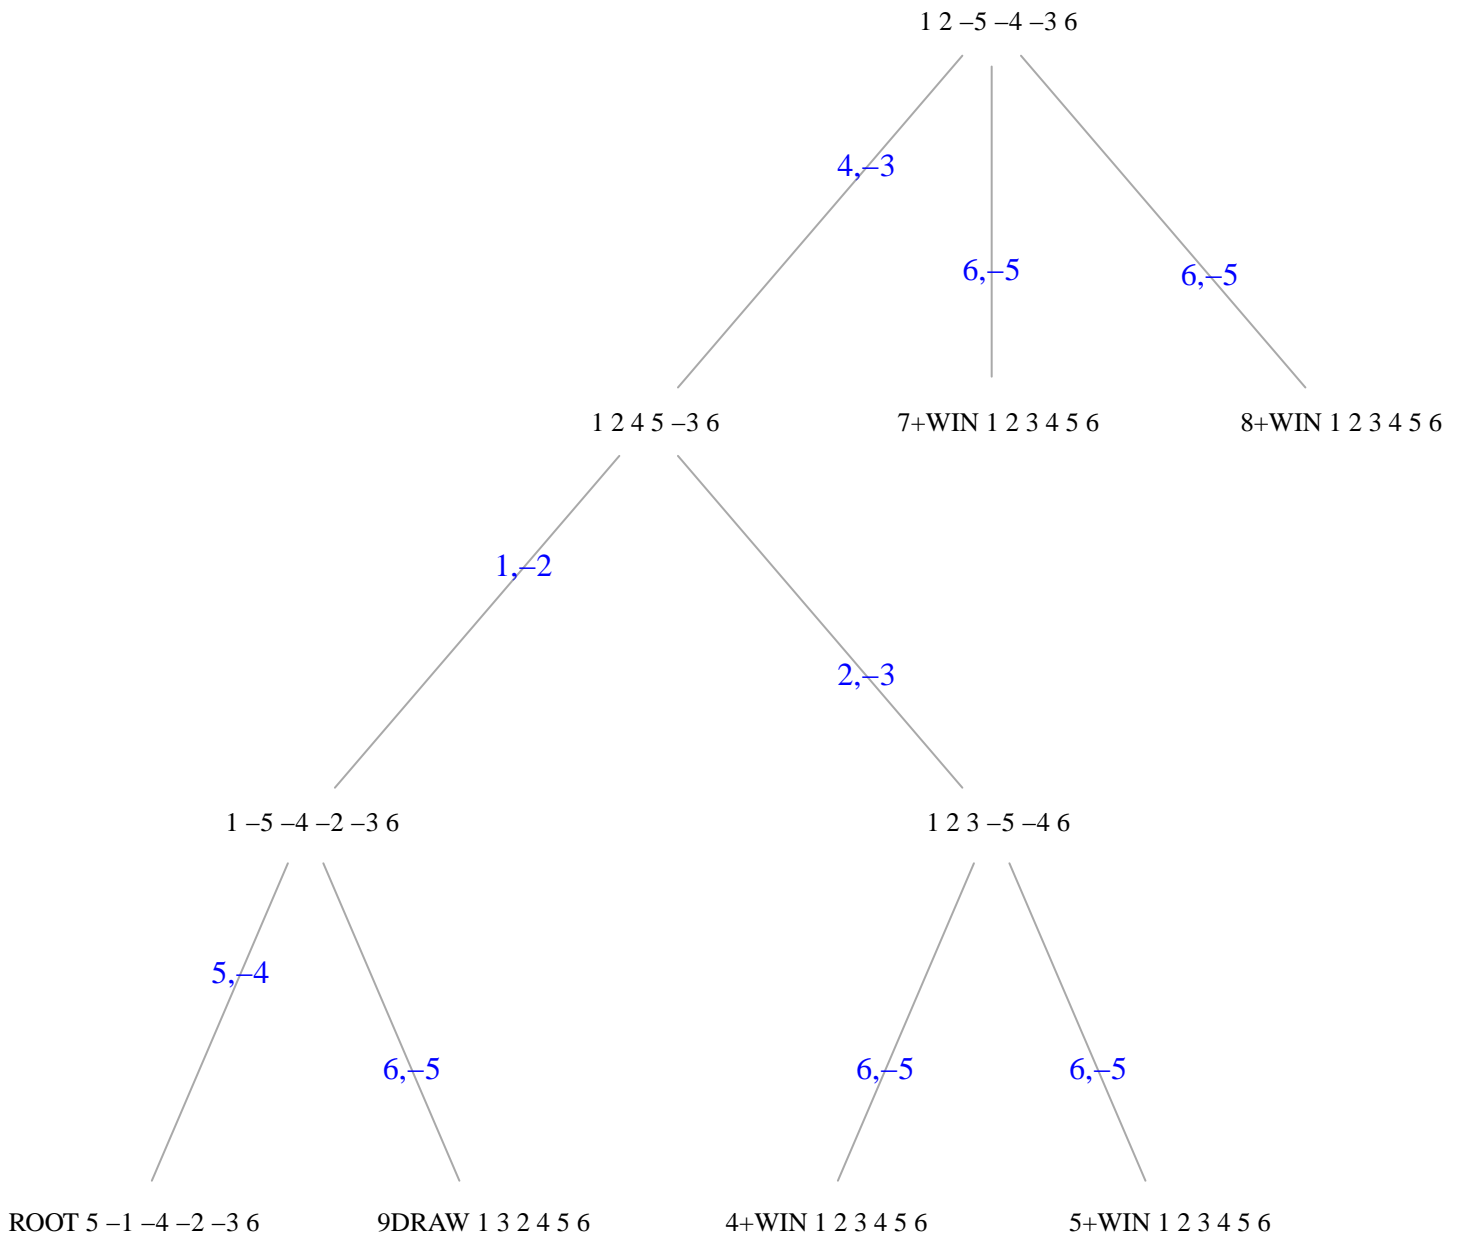 1 2 –5 –4 –3 6
4,–3
6,–5
6,–5
1 2 4 5 –3 6
7+WIN 1 2 3 4 5 6
8+WIN 1 2 3 4 5 6
1,–2
2,–3
1 –5 –4 –2 –3 6
1 2 3 –5 –4 6
5,–4
6,–5
6,–5
6,–5
ROOT 5 –1 –4 –2 –3 6
9DRAW 1 3 2 4 5 6
4+WIN 1 2 3 4 5 6
5+WIN 1 2 3 4 5 6